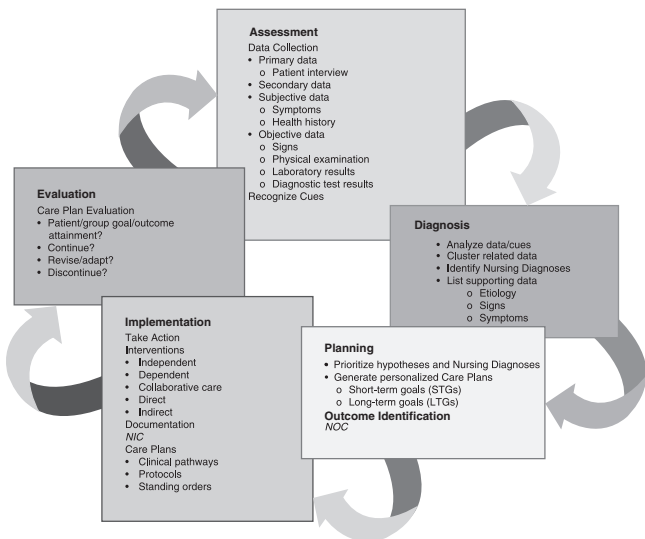 Assessment
Data Collection
• Primary data
o Patient interview
• Secondary data
• Subjective data
o Symptoms
o Health history
• Objective data
o Signs
o Physical examination
o Laboratory results
o Diagnostic test results
Recognize Cues
Diagnosis
• Analyze data/cues
• Cluster related data
• Identify Nursing Diagnoses
• List supporting data
o Etiology
o Signs
o Symptoms
Planning
• Prioritize hypotheses and Nursing Diagnoses
• Generate personalized Care Plans
o Short-term goals (STGs)
o Long-term goals (LTGs)
Outcome Identification
NOC
Implementation
Take Action
Interventions
• Independent
• Dependent
• Collaborative care
• Direct
• Indirect
Documentation
NIC
Care Plans
• Clinical pathways
• Protocols
• Standing orders
Evaluation
Care Plan Evaluation
• Patient/group goal/outcome
attainment?
• Continue?
• Revise/adapt?
• Discontinue?